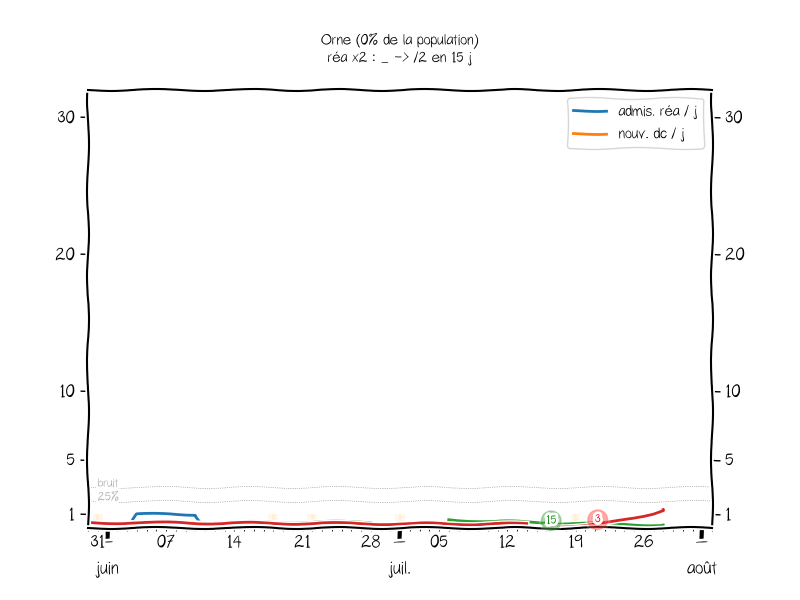 Orne (0% de la population)
réa x2 : _ -> /2 en 15 j
admis. réa / j
nouv. dc / j
30
30
20
20
10
10
5
5
bruit
25%
1
1
15
3
31 07 14 21 28 05 12 19 26
juin juil. août